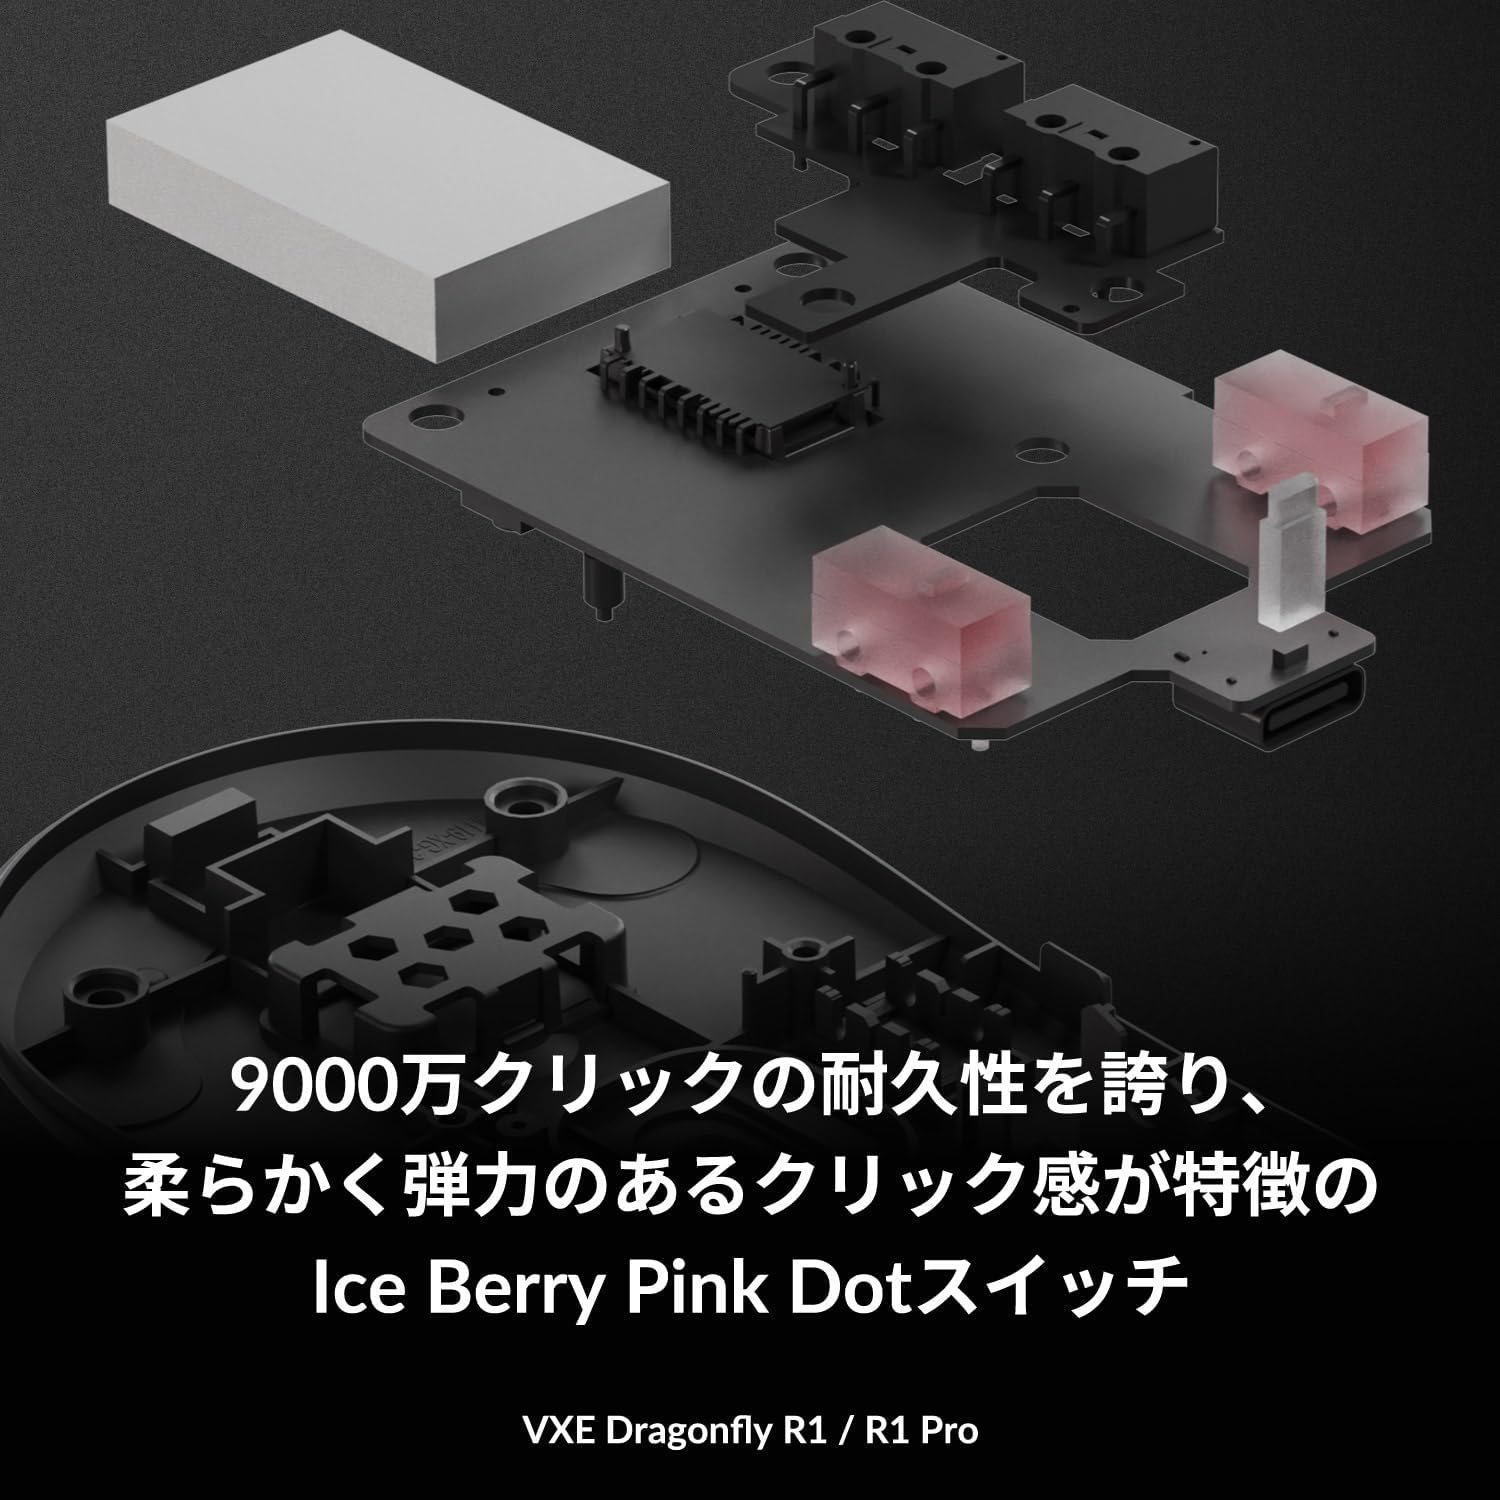 9000万クリックの耐久性を誇り、
柔らかく弾力のあるクリック感が特徴の
Ice Berry Pink Dotスイッチ
VXE Dragonfly R1 / R1 Pro